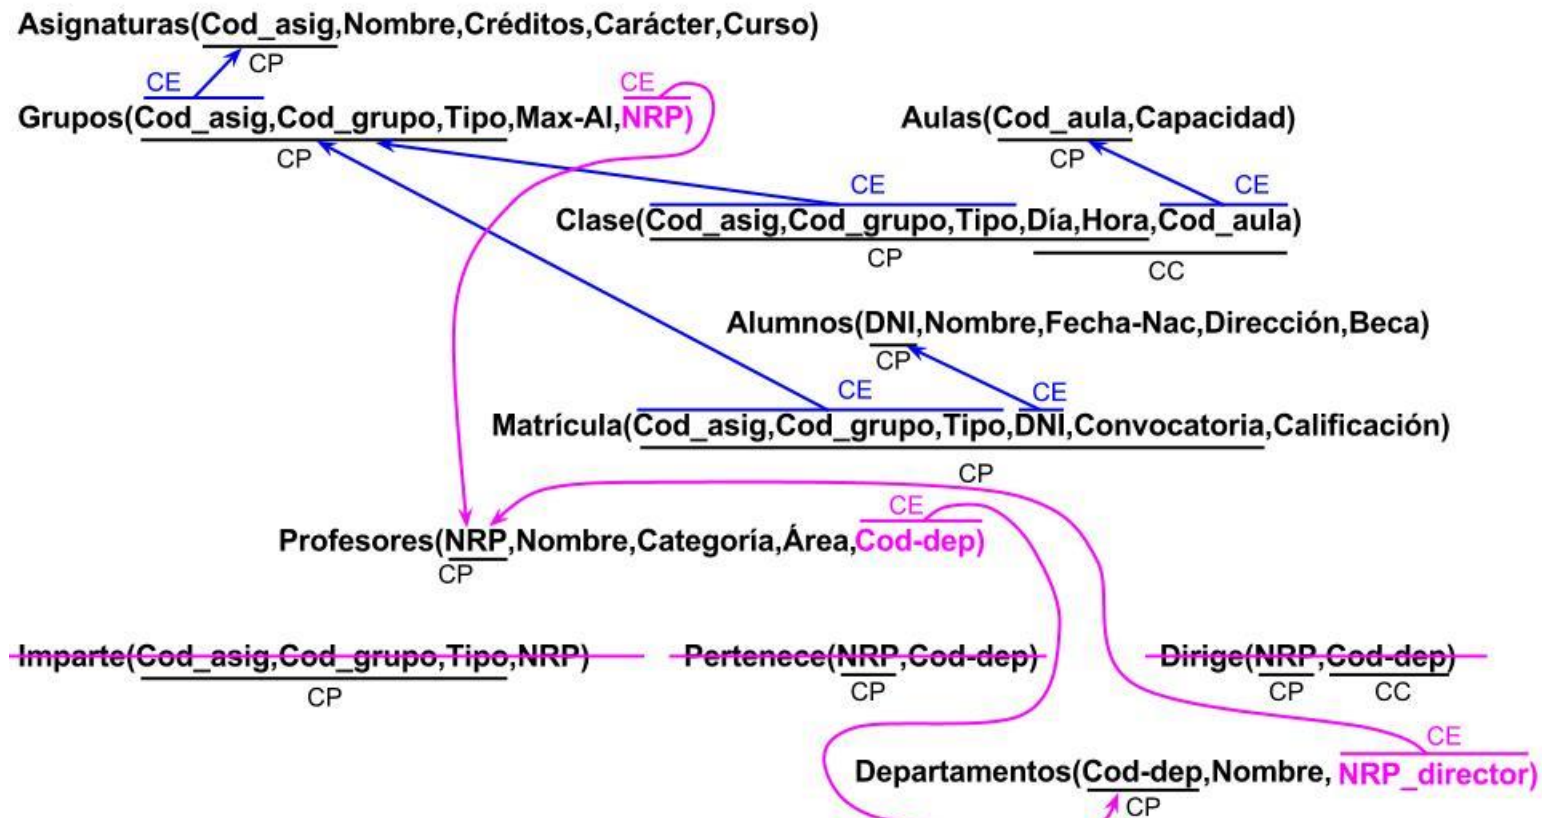 Asignaturas(Cod_asig,Nombre,Créditos,Carácter,Curso)
CP
CE
CE
Grupos(Cod_asig,Cod_grupo,Tipo,Max-Al,NRP)
Aulas(Cod_aula,Capacidad)
CP
CP
CE
CE
Clase(Cod_asig,Cod_grupo,Tipo,Día,Hora,Cod_aula)
CP
CC
Alumnos(DNI,Nombre,Fecha-Nac,Dirección,Beca)
CP
CE
CE
Matrícula(Cod_asig,Cod_grupo,Tipo,DNI,Convocatoria,Calificación)
CP
CE
Profesores(NRP,Nombre,Categoría,Área,Cod-dep)
CP
Imparte(Cod_asig,Cod_grupo,Tipo,NRP)
Pertenece(NRP,Cod-dep)
Dirige(NRP,Cod-dep)
CP
CP
CP
CC
CE
Departamentos(Cod-dep,Nombre, NRP_director)
CP